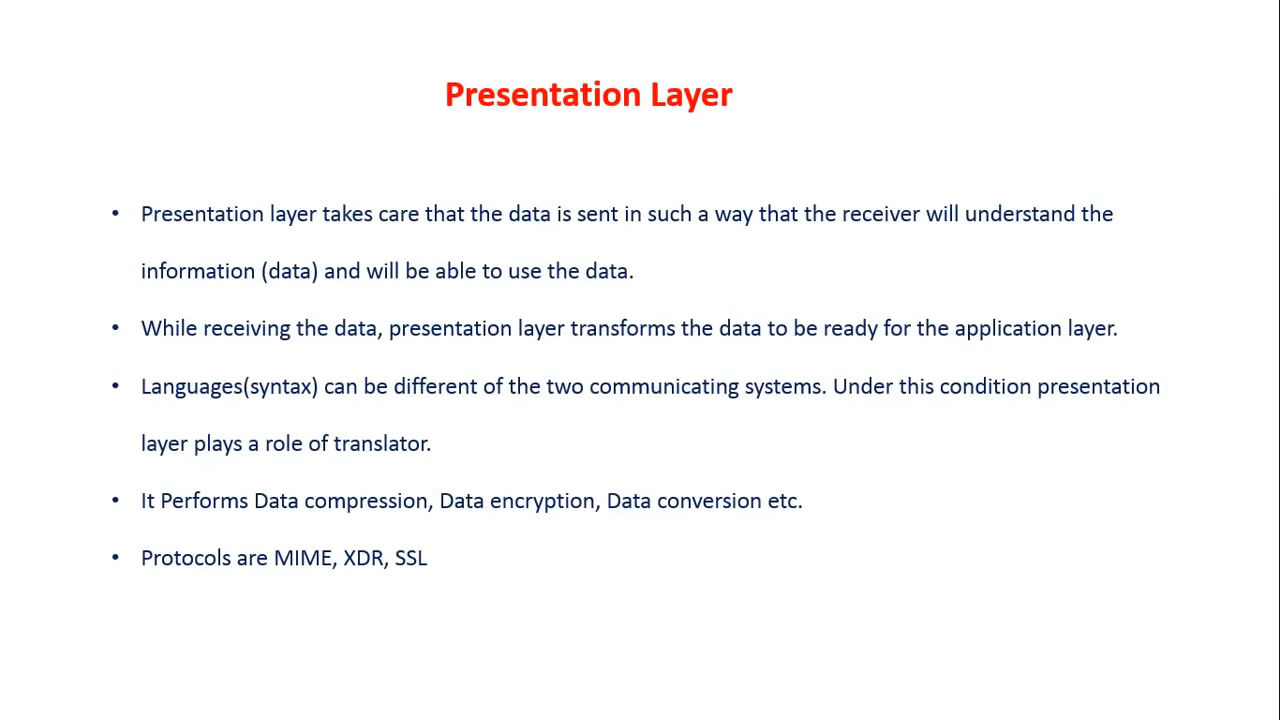 Presentation Layer
• Presentation layer takes care that the data is sent in such a way that the receiver will understand the
information (data) and will be able to use the data.
• While receiving the data, presentation layer transforms the data to be ready for the application layer.
• Languages(syntax) can be different of the two communicating systems. Under this condition presentation
layer plays a role of translator.
• It Performs Data compression, Data encryption, Data conversion etc.
• Protocols are MIME, XDR, SSL